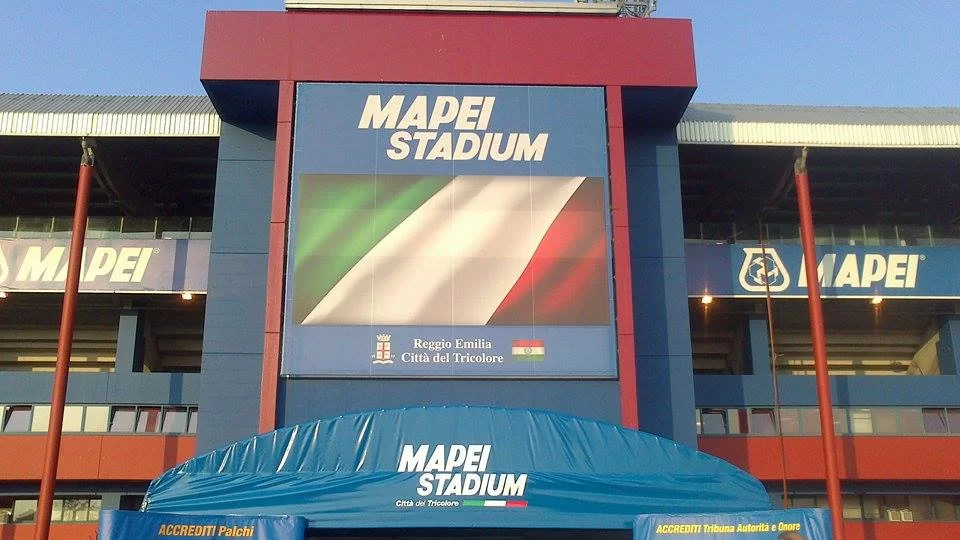 MAPEI
STADIUM
MAPEI®
MAPEI®
Reggio Emilia
Città del Tricolore
MAPEI
STADIUM
Città del Tricolore
ACCREDITI Palchi
ACCREDITI Tribuna Autorità e Onore